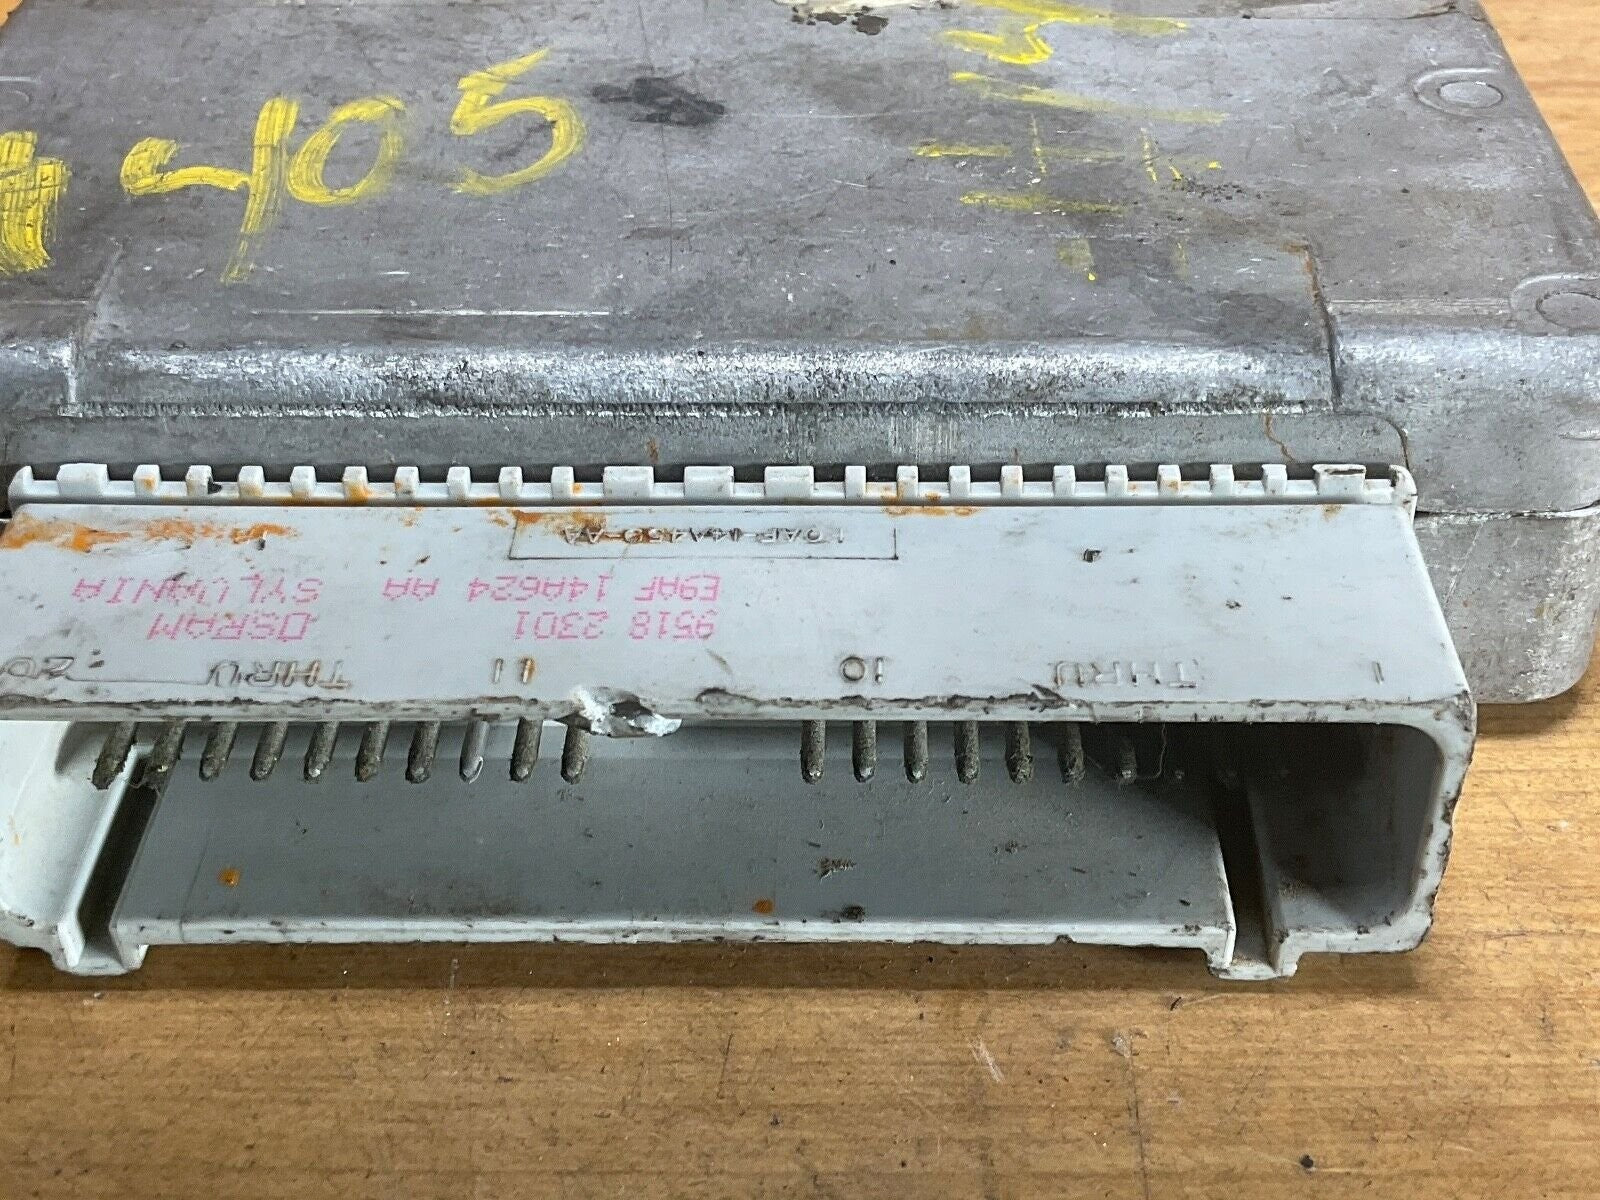 405
E9AF 14A624 AA SYLVANIA
9518 2301 OSRAM
1 THRU 10 11 THRU 20